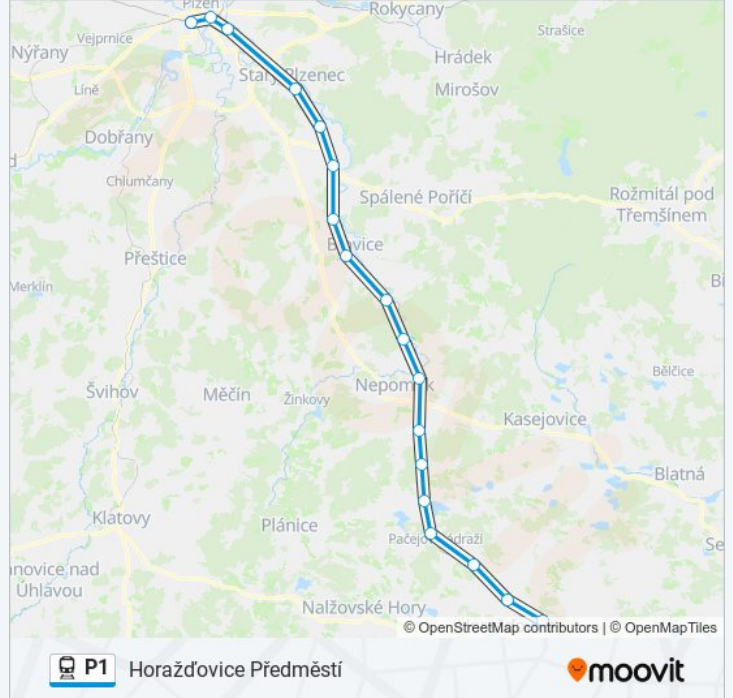 Plzeň
Rokycany
Strašice
Vejprnice
Nýřany
Hrádek
Starý Plzenec
Mirošov
Líně
Dobřany
Chlumčany
Spálené Poříčí
Rožmitál pod
Třemšínem
Blovice
Přeštice
Merklín
Bělčice
Nepomuk
Švihov
Měčín
Žinkovy
Kasejovice
Blatná
Klatovy
Plánice
Pačejov-nádraží
anovice nad
Úhlavou
Nalžovské Hory
© OpenStreetMap contributors | © OpenMapTiles
P1 Horažďovice Předměstí
moovit